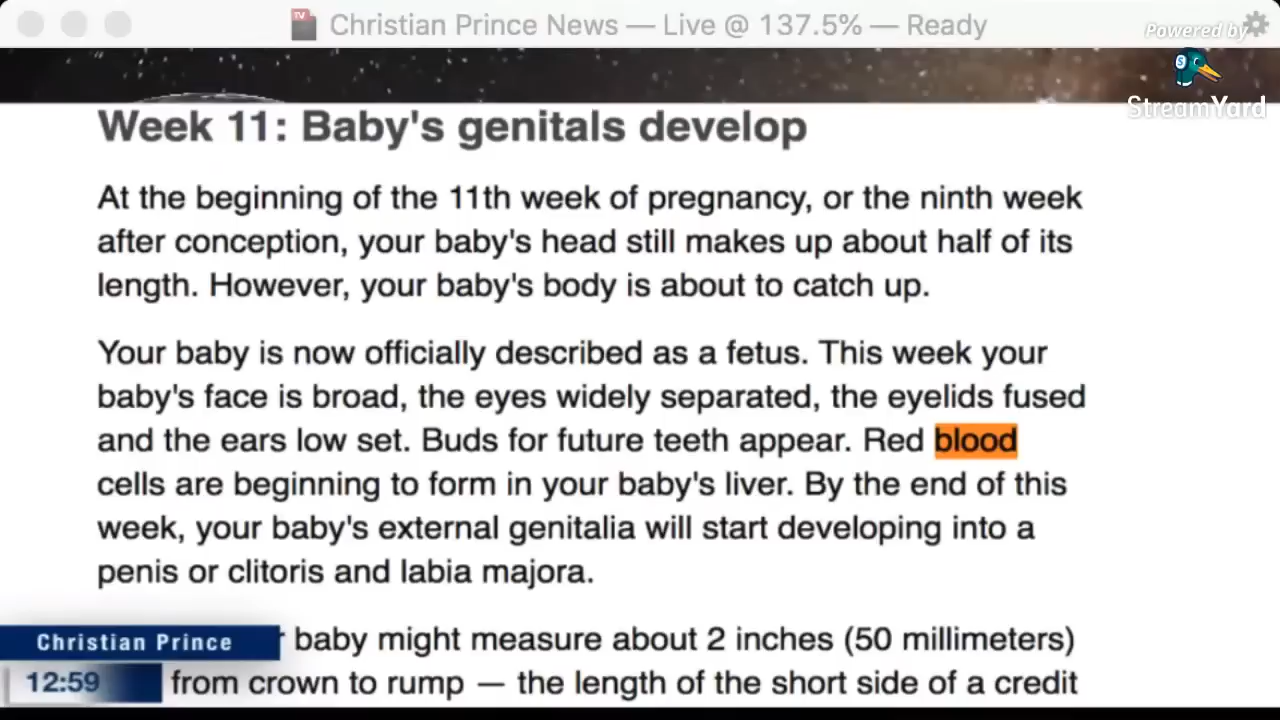 Christian Prince News — Live @ 137.5% — Ready
Powered by
StreamYard
Week 11: Baby's genitals develop
At the beginning of the 11th week of pregnancy, or the ninth week
after conception, your baby's head still makes up about half of its
length. However, your baby's body is about to catch up.
Your baby is now officially described as a fetus. This week your
baby's face is broad, the eyes widely separated, the eyelids fused
and the ears low set. Buds for future teeth appear. Red blood
cells are beginning to form in your baby's liver. By the end of this
week, your baby's external genitalia will start developing into a
penis or clitoris and labia majora.
Christian Prince
baby might measure about 2 inches (50 millimeters)
12:59
from crown to rump — the length of the short side of a credit